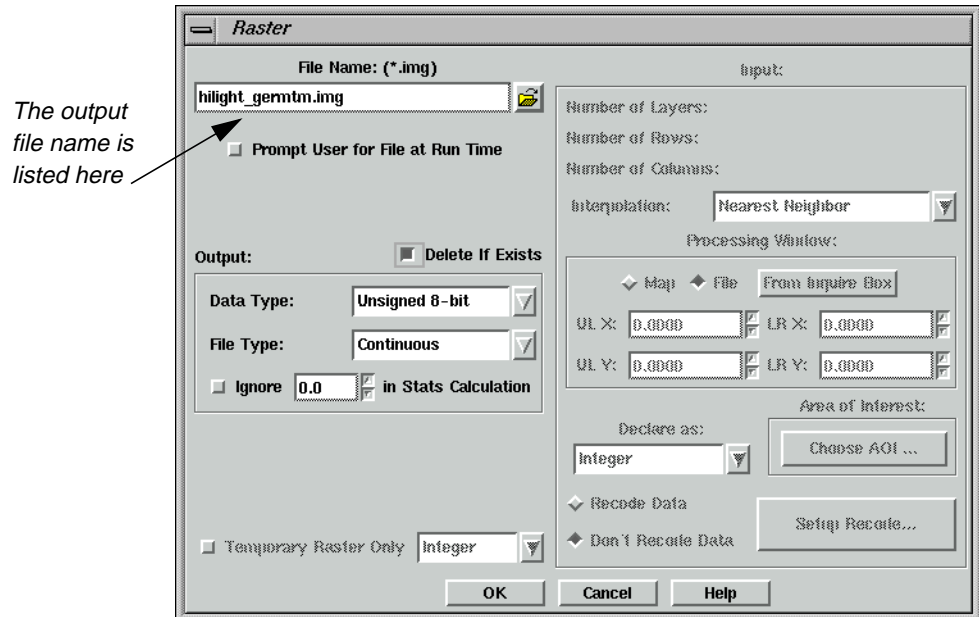 Raster
The output
file name is
listed here
File Name: (*.img)
hilight_germtm.img
Prompt User for File at Run Time
Output:
Delete If Exists
Data Type:
Unsigned 8-bit
File Type:
Continuous
Ignore 0.0 in Stats Calculation
Temporary Raster Only
Integer
Input:
Number of Layers:
Number of Rows:
Number of Columns:
Interpolation:
Nearest Neighbor
Processing Window:
Map
File
From Inquire Box
UL X: 0.0000
LR X: 0.0000
UL Y: 0.0000
LR Y: 0.0000
Declare as:
Integer
Area of Interest:
Choose AOI ...
Recode Data
Don't Recode Data
Setup Recode...
OK
Cancel
Help